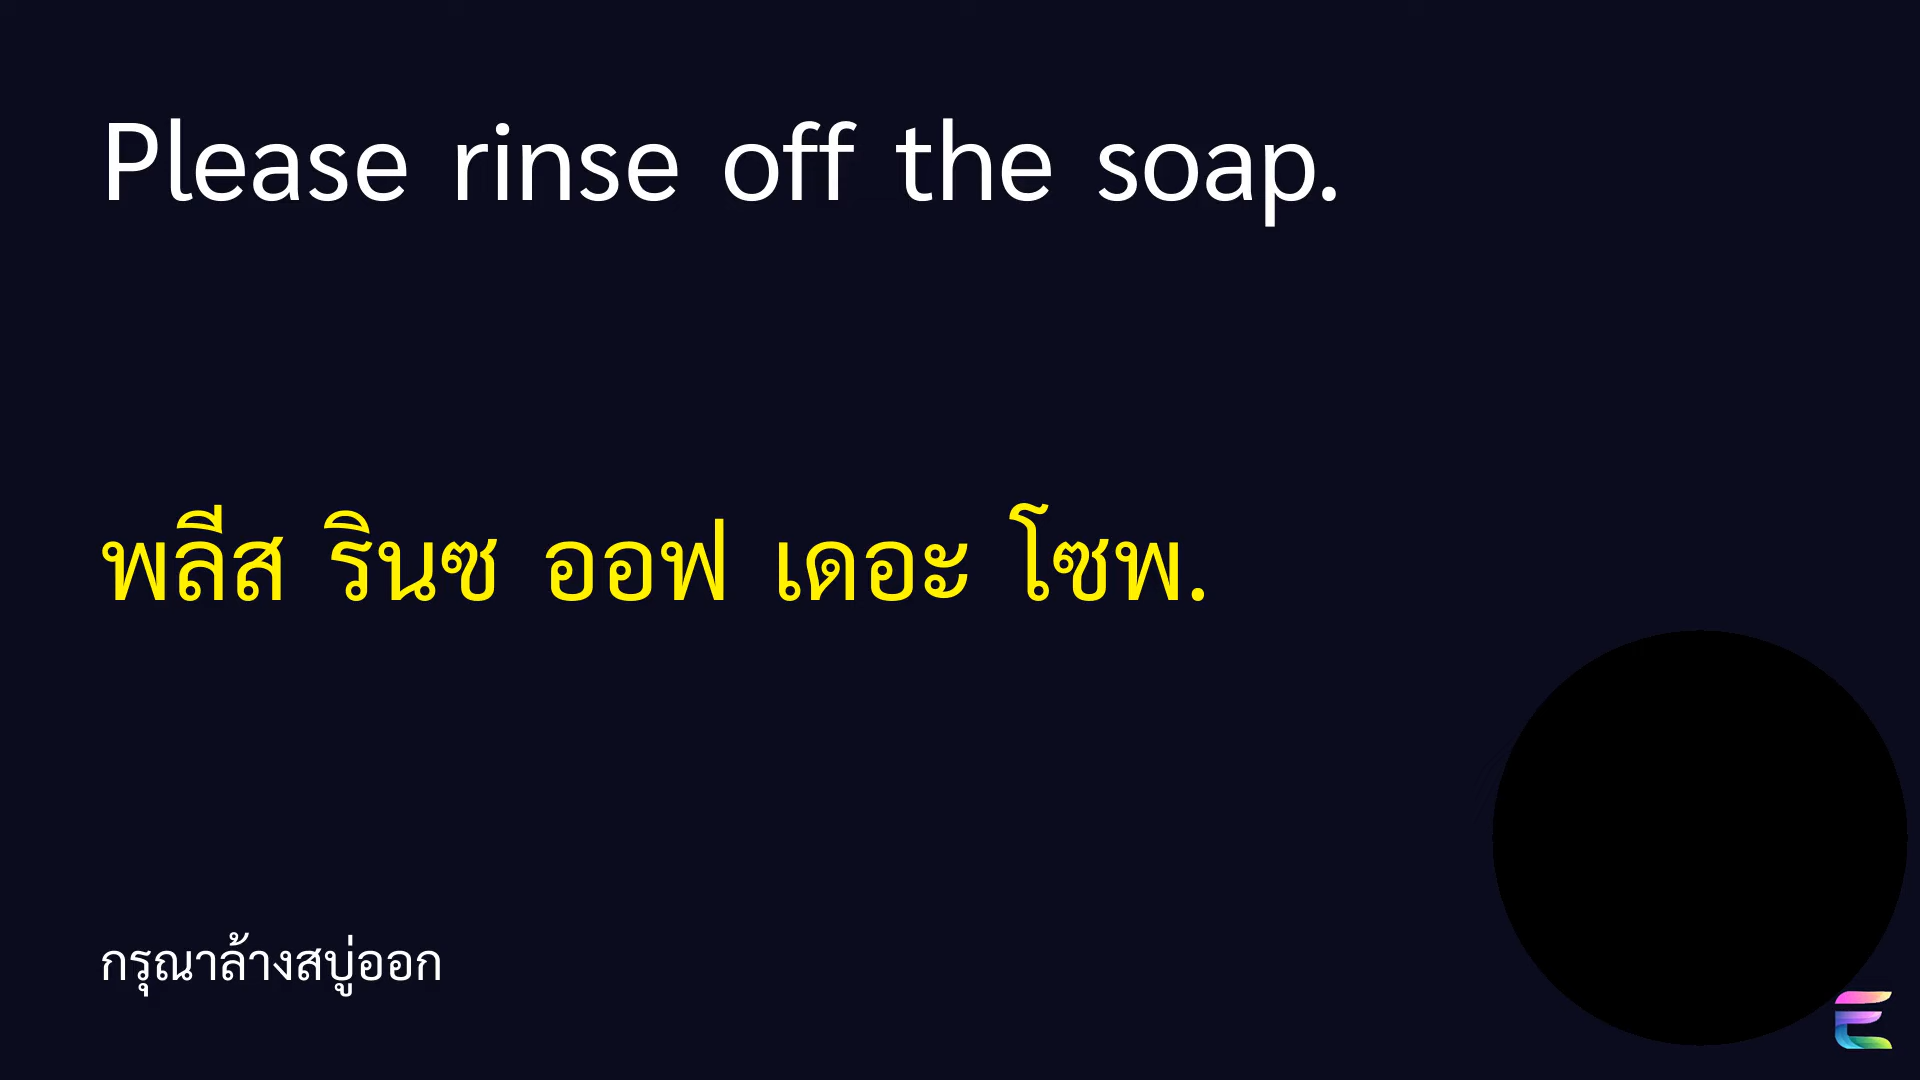 Please rinse off the soap.
พลีส รินซ ออฟ เดอะ โซพ.
กรุณาล้างสบู่ออก